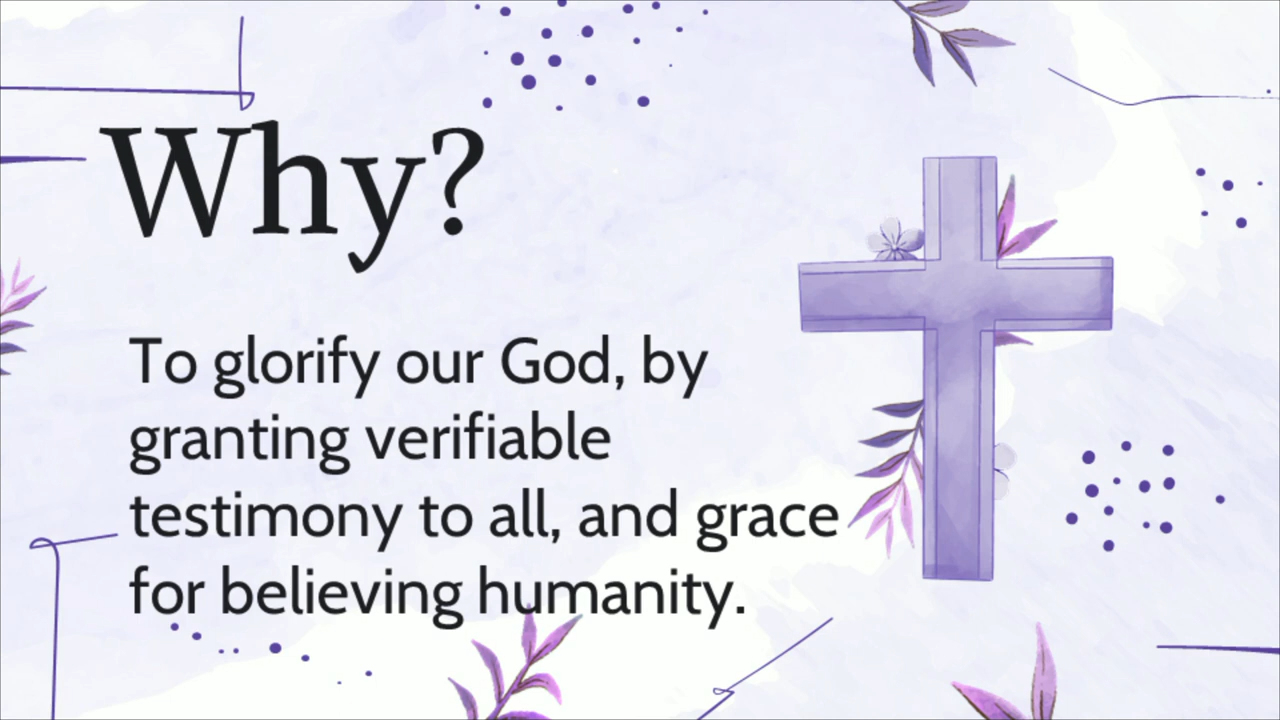 Why?
To glorify our God, by
granting verifiable
testimony to all, and grace
for believing humanity.